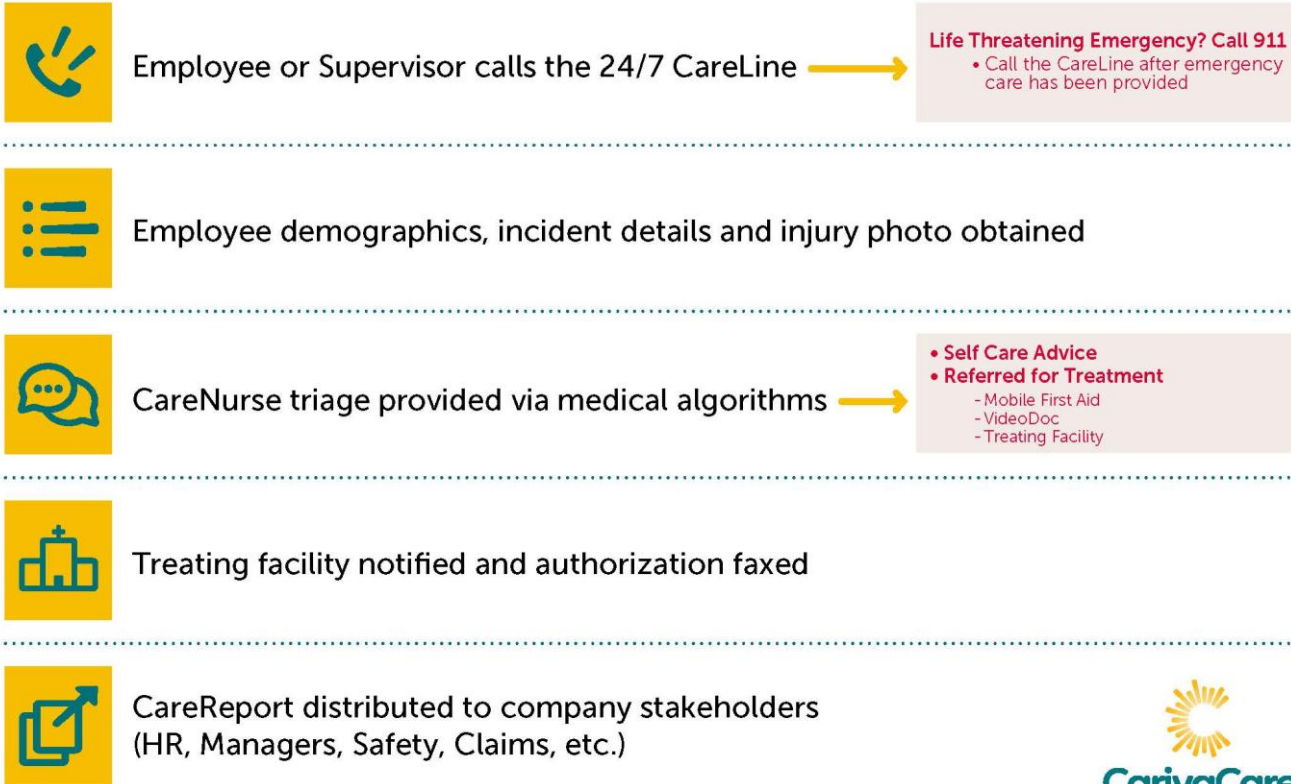 Employee or Supervisor calls the 24/7 CareLine
Life Threatening Emergency? Call 911
• Call the CareLine after emergency
care has been provided
Employee demographics, incident details and injury photo obtained
CareNurse triage provided via medical algorithms
• Self Care Advice
• Referred for Treatment
- Mobile First Aid
- VideoDoc
- Treating Facility
Treating facility notified and authorization faxed
CareReport distributed to company stakeholders
(HR, Managers, Safety, Claims, etc.)
CarivaCare